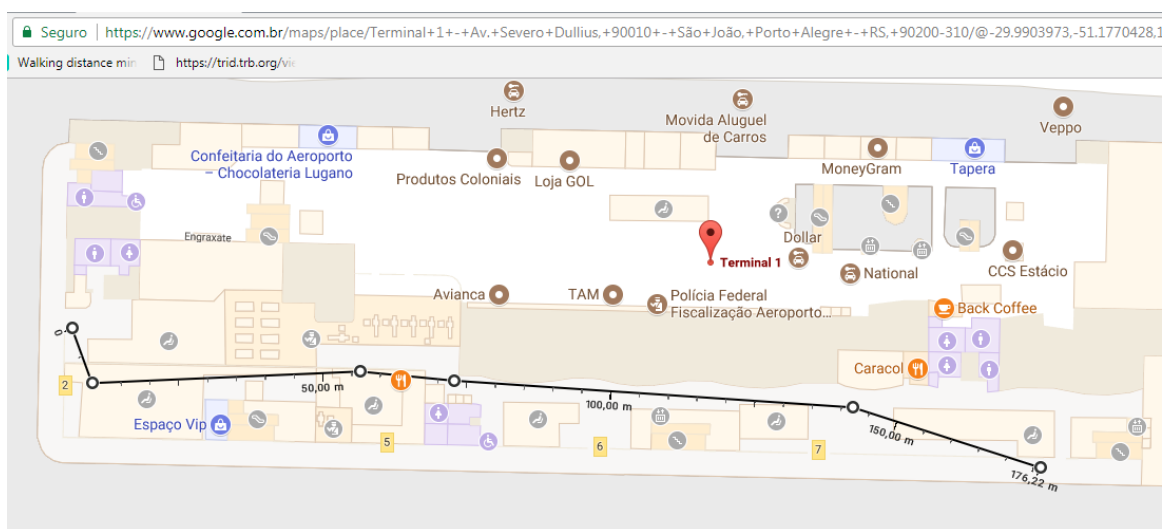 Seguro | https://www.google.com.br/maps/place/Terminal+1+-+Av.+Severo+Dullius,+90010+-+São+João,+Porto+Alegre+-+RS,+90200-310/@-29.9903973,-51.1770428,1
Walking distance min https://trid.trb.org/vie
Hertz
Movida Aluguel
de Carros
Veppo
Confeitaria do Aeroporto
– Chocolateria Lugano
Produtos Coloniais
Loja GOL
MoneyGram
Tapera
?
Engraxate
Dollar
Terminal 1
National
CCS Estácio
Avianca
TAM
Polícia Federal
Fiscalização Aeroporto...
Back Coffee
0
Caracol
2
50,00 m
100,00 m
Espaço Vip
5
6
7
150,00 m
176,22 m